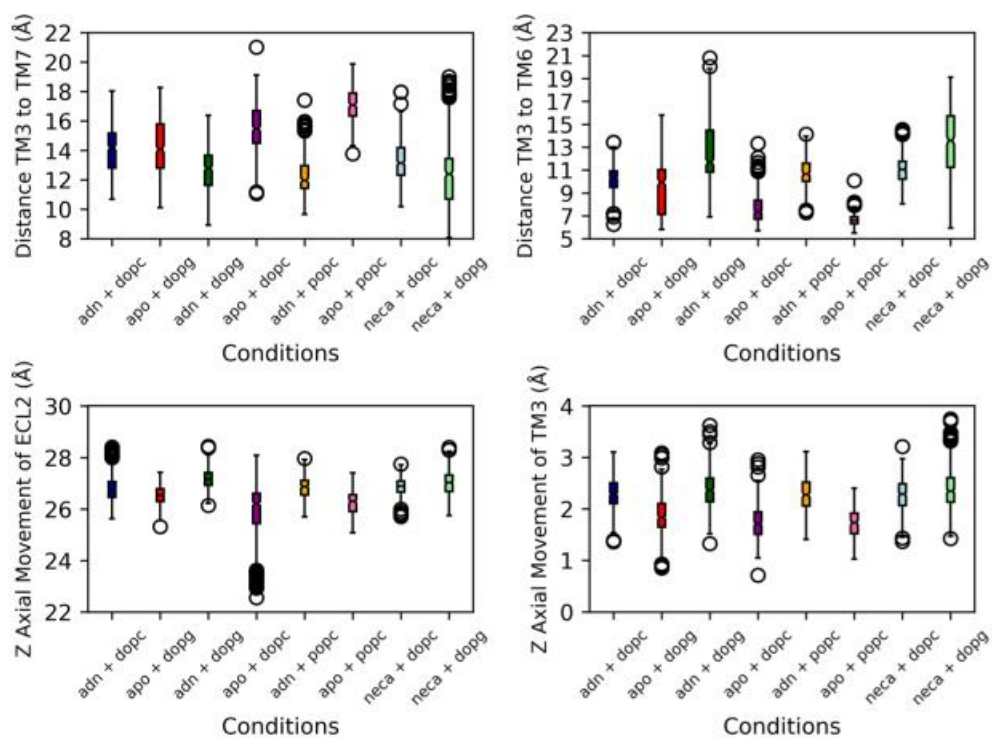 Distance TM3 to TM7 (Å)
22
20
18
16
14
12
10
8
adn + dopc
apo + dopg
adn + dopg
apo + dopc
adn + popc
apo + popc
neca + dopc
neca + dopg
Conditions
Distance TM3 to TM6 (Å)
23
21
19
17
15
13
11
9
7
5
adn + dopc
apo + dopg
adn + dopg
apo + dopc
adn + popc
apo + popc
neca + dopc
neca + dopg
Conditions
Z Axial Movement of ECL2 (Å)
30
28
26
24
22
adn + dopc
apo + dopg
adn + dopg
apo + dopc
adn + popc
apo + popc
neca + dopc
neca + dopg
Conditions
Z Axial Movement of TM3 (Å)
4
3
2
1
0
adn + dopc
apo + dopg
adn + dopg
apo + dopc
adn + popc
apo + popc
neca + dopc
neca + dopg
Conditions